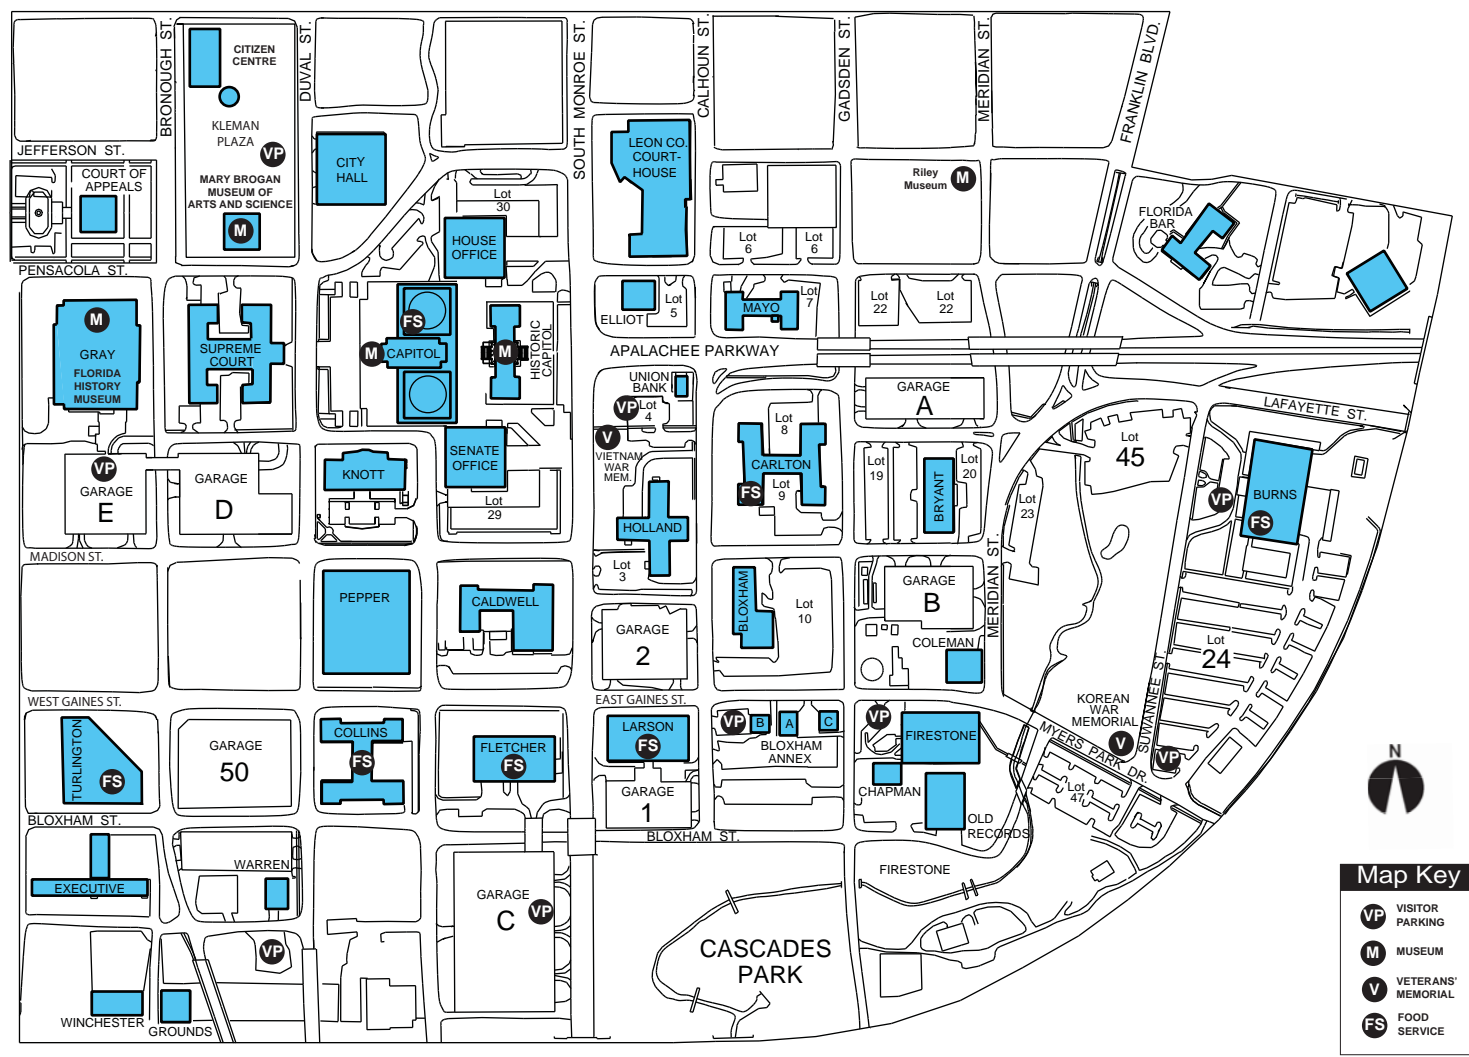 BRONOUGH ST.
DUVAL ST.
SOUTH MONROE ST.
CALHOUN ST.
GADSDEN ST.
MERIDIAN ST.
FRANKLIN BLVD.
CITIZEN
CENTRE
KLEMAN
PLAZA
VP
JEFFERSON ST.
COURT OF
APPEALS
MARY BROGAN
MUSEUM OF
ARTS AND SCIENCE
M
CITY
HALL
LEON CO.
COURT-
HOUSE
Riley
Museum
M
Lot
30
HOUSE
OFFICE
Lot
6
Lot
6
FLORIDA
BAR
PENSACOLA ST.
M
GRAY
FLORIDA
HISTORY
MUSEUM
SUPREME
COURT
FS
M
CAPITOL
M
HISTORIC
CAPITOL
ELLIOT
Lot
5
MAYO
Lot
7
Lot
22
Lot
22
APALACHEE PARKWAY
UNION
BANK
VP
Lot
4
V
VIETNAM
WAR
MEM.
GARAGE
A
LAFAYETTE ST.
Lot
8
CARLTON
FS
Lot
9
Lot
19
BRYANT
Lot
20
Lot
23
Lot
45
VP
BURNS
FS
VP
GARAGE
E
GARAGE
D
KNOTT
SENATE
OFFICE
Lot
29
HOLLAND
Lot
3
MADISON ST.
PEPPER
CALDWELL
GARAGE
2
BLOXHAM
Lot
10
GARAGE
B
COLEMAN
MERIDIAN ST.
Lot
24
SUWANNEE ST.
KOREAN
WAR
MEMORIAL
V
VP
MYERS PARK DR.
Lot
47
WEST GAINES ST.
EAST GAINES ST.
TURLINGTON
FS
GARAGE
50
COLLINS
FS
FLETCHER
FS
LARSON
FS
GARAGE
1
VP
B
A
C
BLOXHAM
ANNEX
VP
FIRESTONE
CHAPMAN
OLD
RECORDS
BLOXHAM ST.
BLOXHAM ST.
EXECUTIVE
WARREN
VP
GARAGE
C
VP
FIRESTONE
CASCADES
PARK
WINCHESTER
GROUNDS
N
Map Key
VP
VISITOR
PARKING
M
MUSEUM
V
VETERANS'
MEMORIAL
FS
FOOD
SERVICE